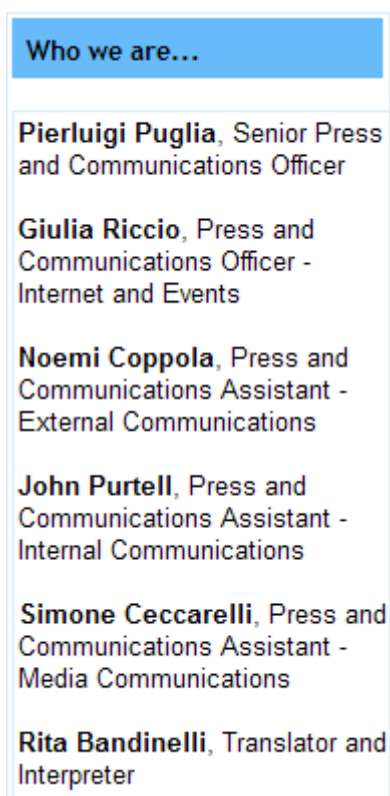 Who we are...
Pierluigi Puglia, Senior Press
and Communications Officer
Giulia Riccio, Press and
Communications Officer -
Internet and Events
Noemi Coppola, Press and
Communications Assistant -
External Communications
John Purtell, Press and
Communications Assistant -
Internal Communications
Simone Ceccarelli, Press and
Communications Assistant -
Media Communications
Rita Bandinelli, Translator and
Interpreter